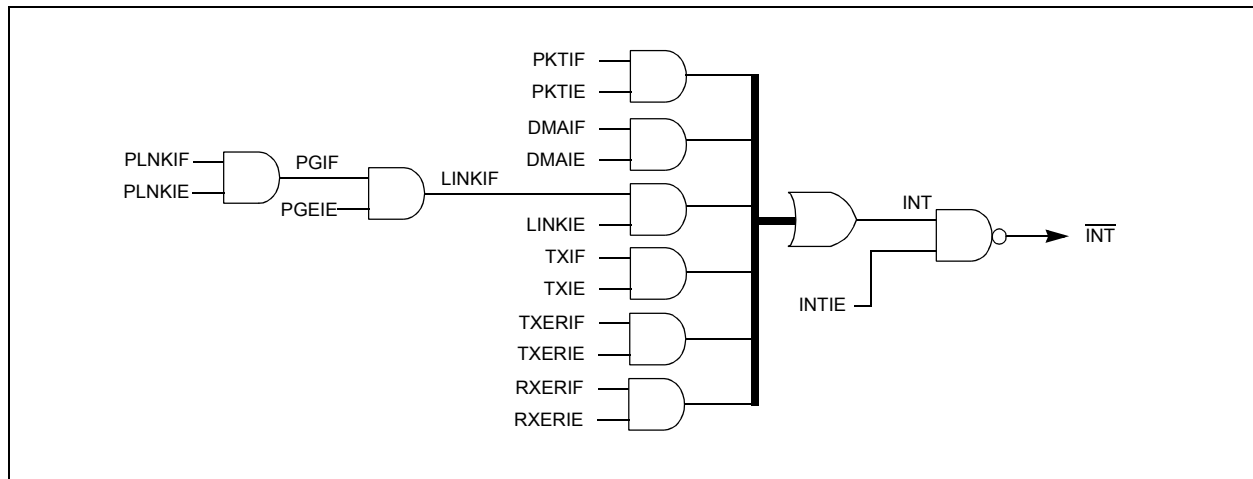 PKTIF
PKTIE
DMAIF
DMAIE
PLNKIF
PLNKIE
PGIF
PGEIE
LINKIF
LINKIE
TXIF
TXIE
TXERIF
TXERIE
RXERIF
RXERIE
INT
INTIE
INT